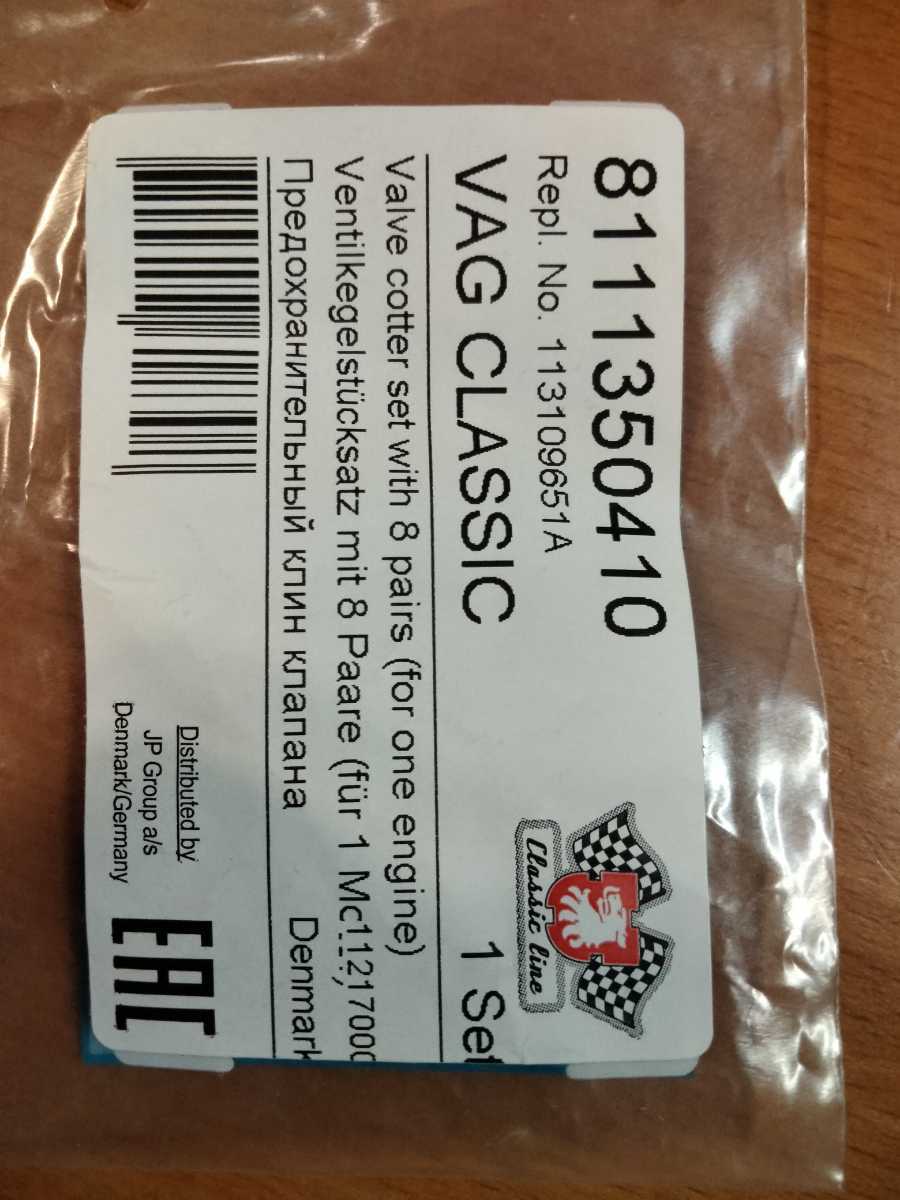 8111350410
Repl. No. 113109651A
Classic line
VAG CLASSIC 1 Set
Valve cotter set with 8 pairs (for one engine)
Ventilkegelstücksatz mit 8 Paare (für 1
Предохранительный клин клапана Denmark
Distributed by
JP Group a/s
Denmark/Germany
EAC